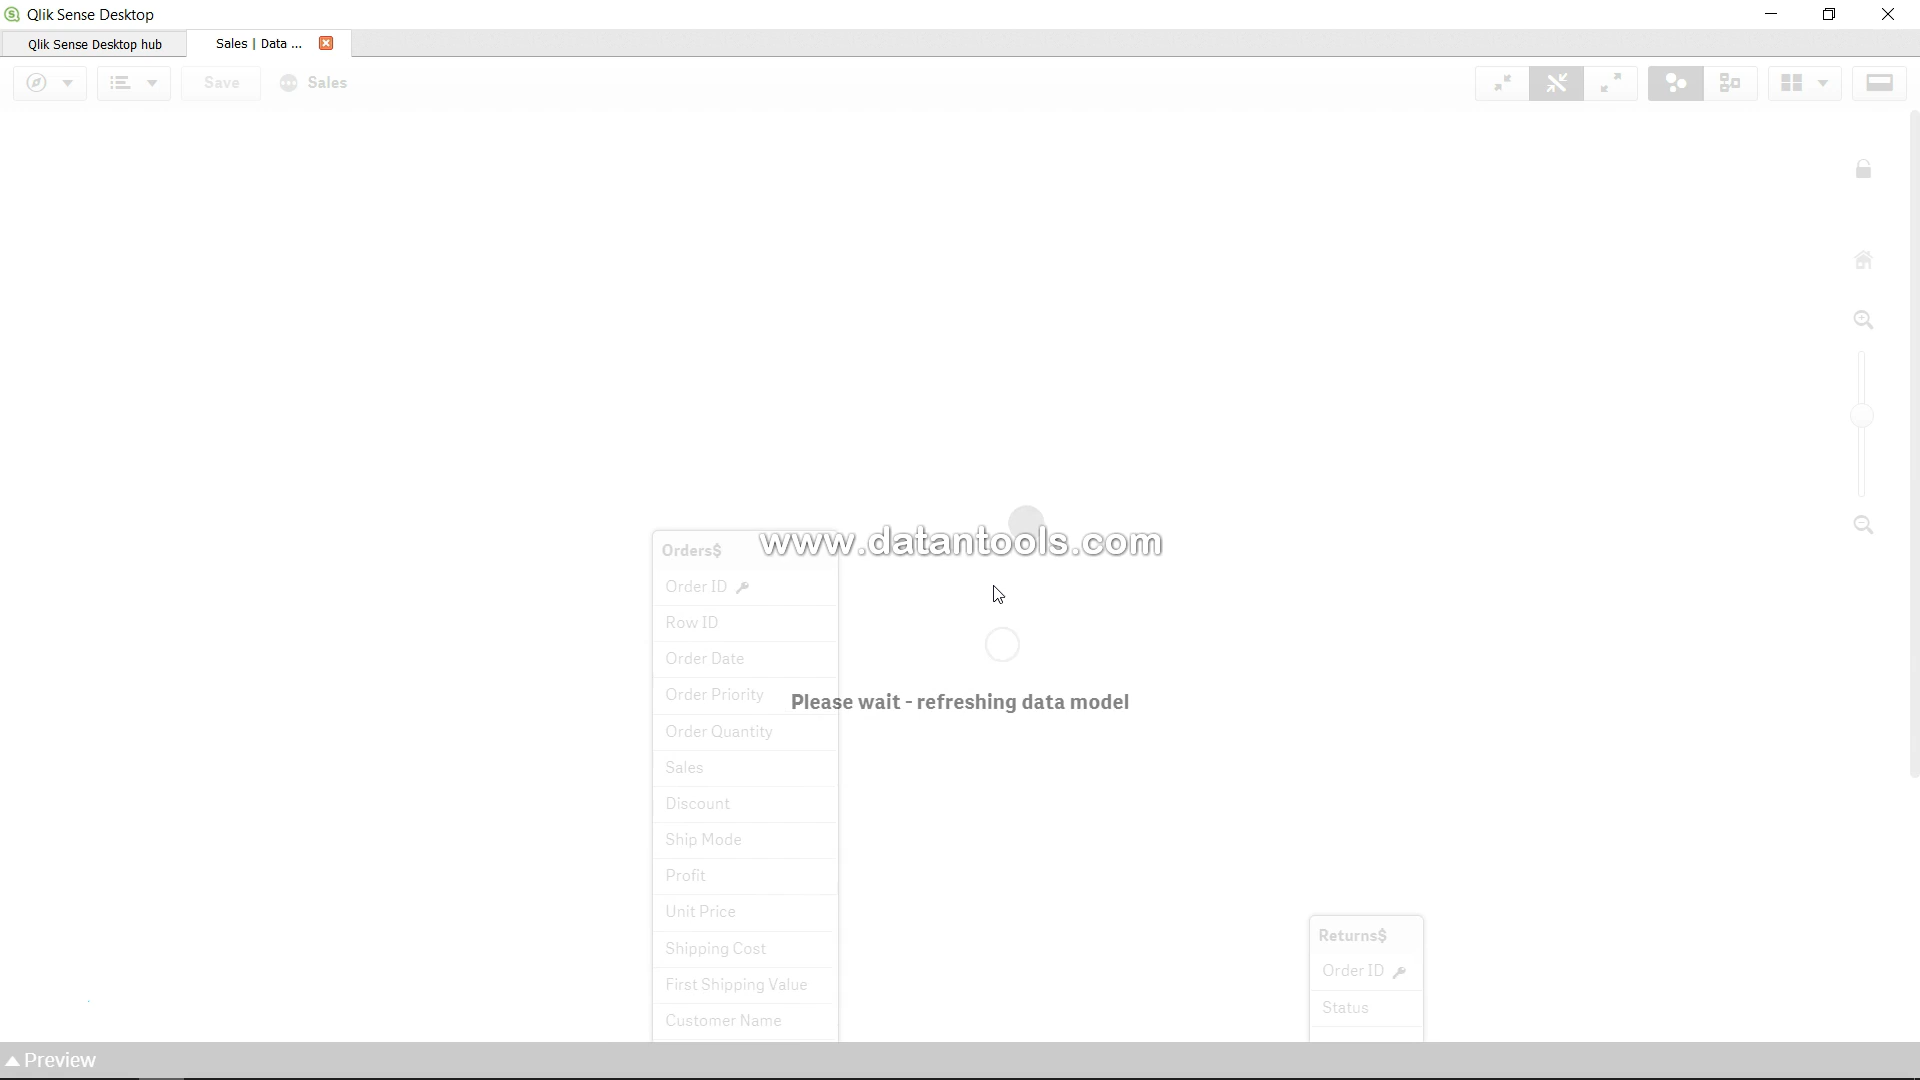 Qlik Sense Desktop
Qlik Sense Desktop hub
Sales | Data ...
Save
Sales
www.datantools.com
Orders$
Order ID
Row ID
Order Date
Order Priority
Please wait - refreshing data model
Order Quantity
Sales
Discount
Ship Mode
Profit
Unit Price
Shipping Cost
First Shipping Value
Customer Name
Returns$
Order ID
Status
Preview